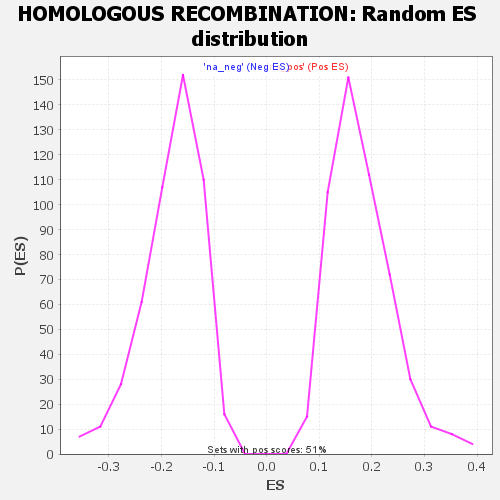 HOMOLOGOUS RECOMBINATION: Random ES
distribution
'na_neg' (Neg ES) pos' (Pos ES)
150
140
130
120
110
100
90
80
70
60
50
40
30
20
10
0
P(ES)
Sets with pos scores: 51%
-0.3 -0.2 -0.1 0.0 0.1 0.2 0.3 0.4
ES